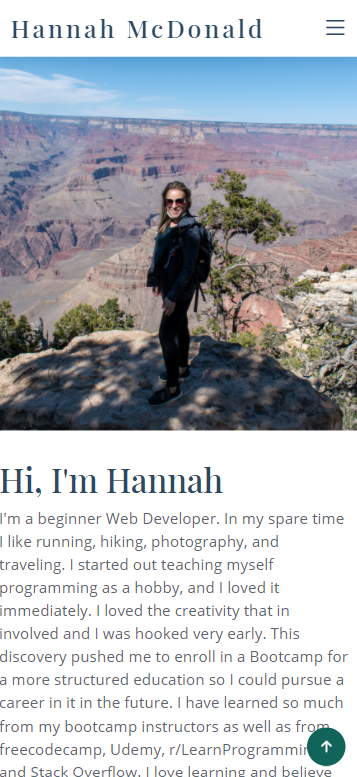 Hannah McDonald
Hi, I'm Hannah
I'm a beginner Web Developer. In my spare time
I like running, hiking, photography, and
traveling. I started out teaching myself
programming as a hobby, and I loved it
immediately. I loved the creativity that in
involved and I was hooked very early. This
discovery pushed me to enroll in a Bootcamp for
a more structured education so I could pursue a
career in it in the future. I have learned so much
from my bootcamp instructors as well as from
freecodecamp, Udemy,
and Stack Overflow. I love learning and believe